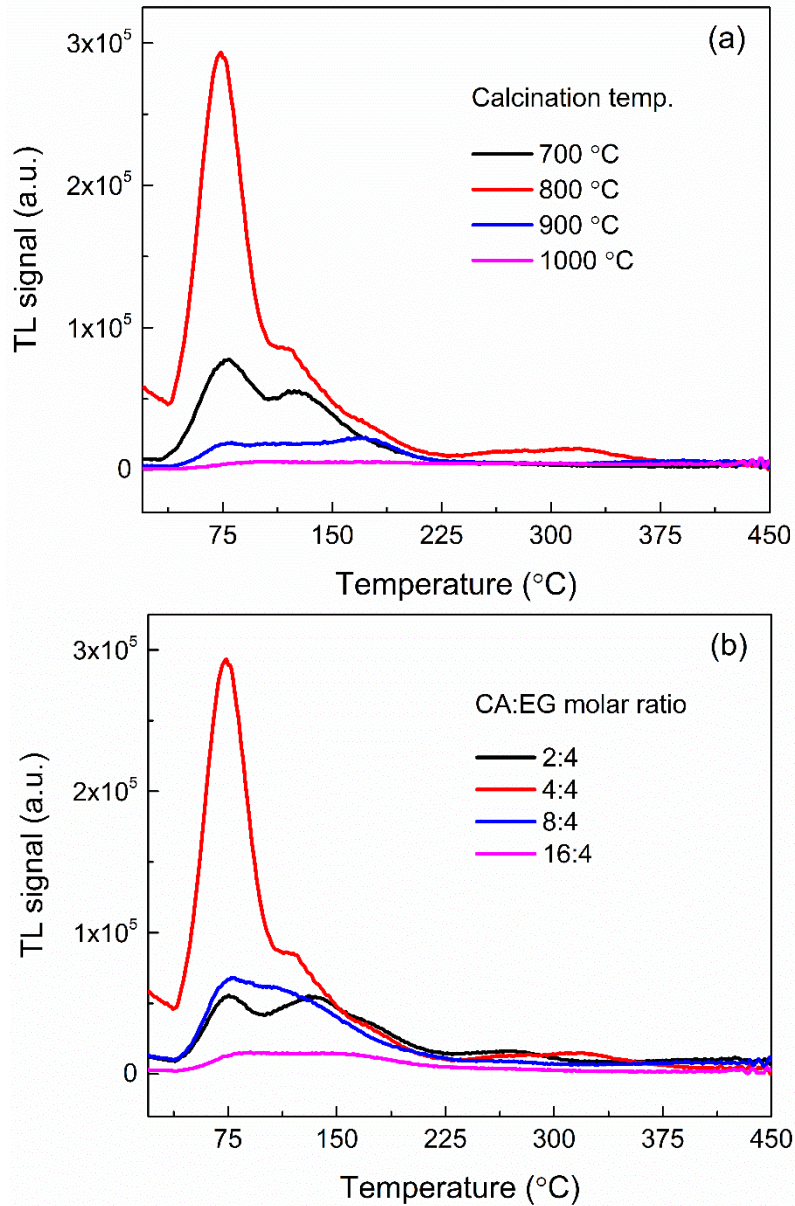 (a)
3x10⁵
Calcination temp.
700 °C
800 °C
900 °C
1000 °C
2x10⁵
1x10⁵
0
TL signal (a.u.)
75 150 225 300 375 450
Temperature (°C)
(b)
3x10⁵
CA:EG molar ratio
2:4
4:4
8:4
16:4
2x10⁵
1x10⁵
0
TL signal (a.u.)
75 150 225 300 375 450
Temperature (°C)